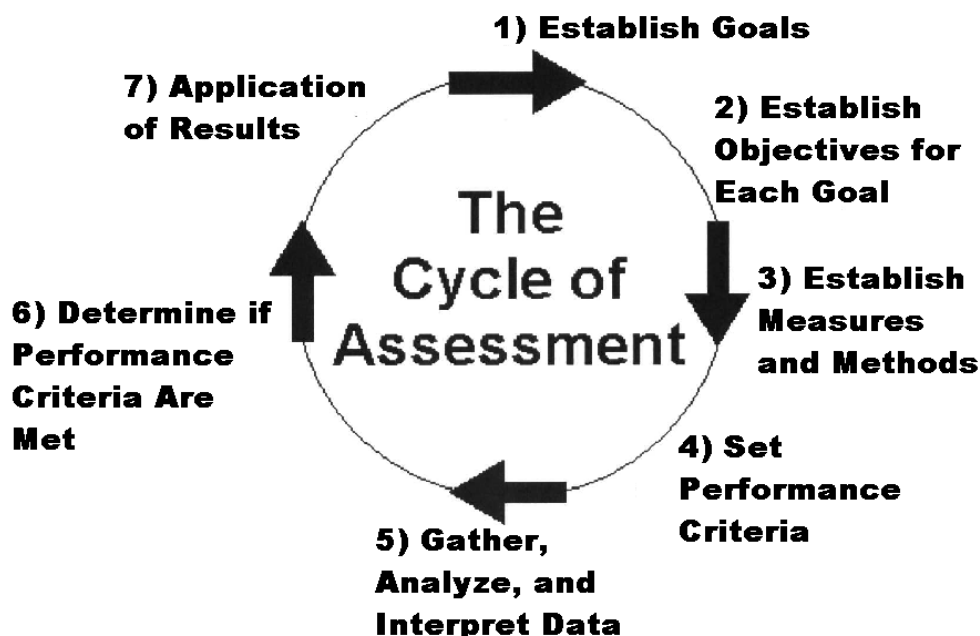 1) Establish Goals
2) Establish
Objectives for
Each Goal
3) Establish
Measures
and Methods
4) Set
Performance
Criteria
5) Gather,
Analyze, and
Interpret Data
6) Determine if
Performance
Criteria Are
Met
7) Application
of Results
The
Cycle of
Assessment